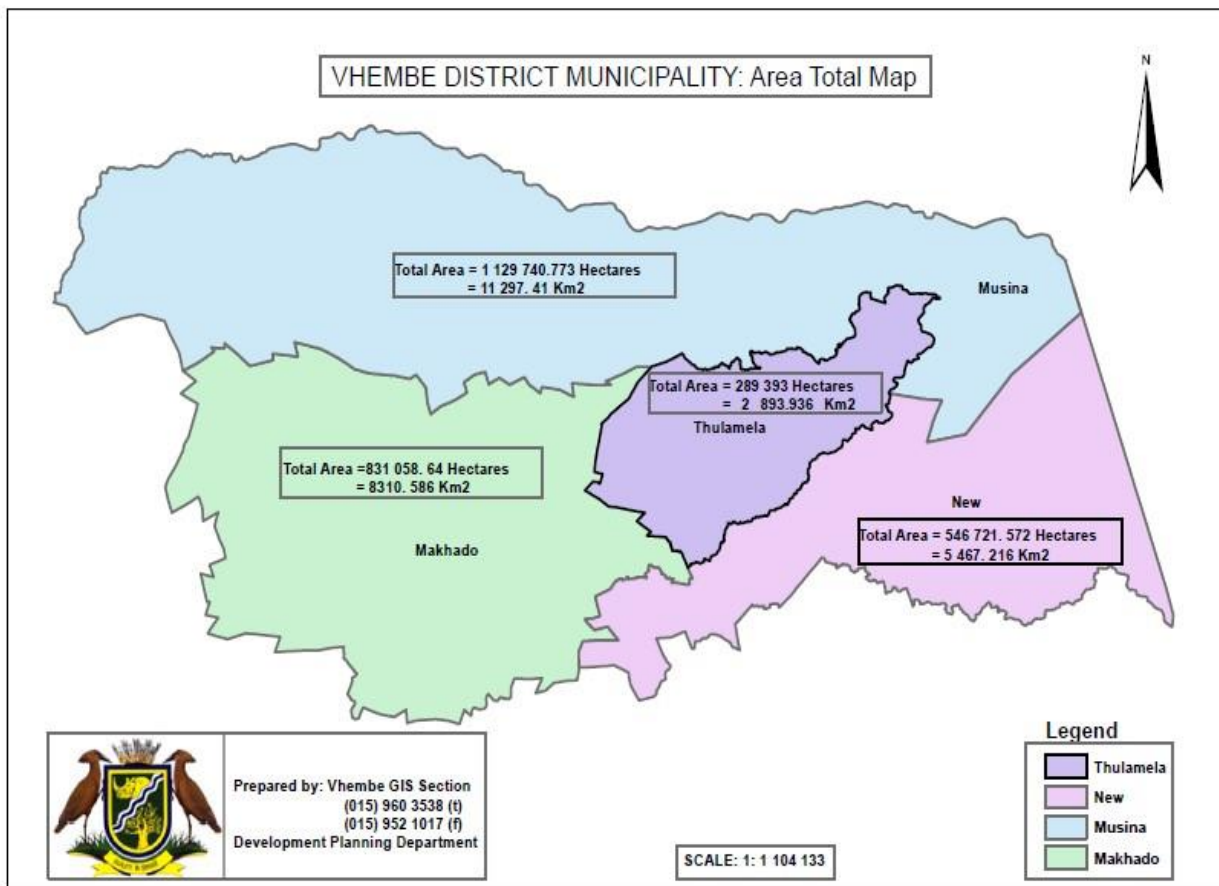 VHEMBE DISTRICT MUNICIPALITY: Area Total Map
N
Total Area = 1 129 740.773 Hectares
= 11 297. 41 Km2
Musina
Total Area = 289 393 Hectares
= 2 893.936 Km2
Thulamela
Total Area =831 058. 64 Hectares
= 8310. 586 Km2
Makhado
New
Total Area = 546 721. 572 Hectares
= 5 467. 216 Km2
Prepared by: Vhembe GIS Section
(015) 960 3538 (t)
(015) 952 1017 (f)
Development Planning Department
SCALE: 1: 1 104 133
Legend
Thulamela
New
Musina
Makhado